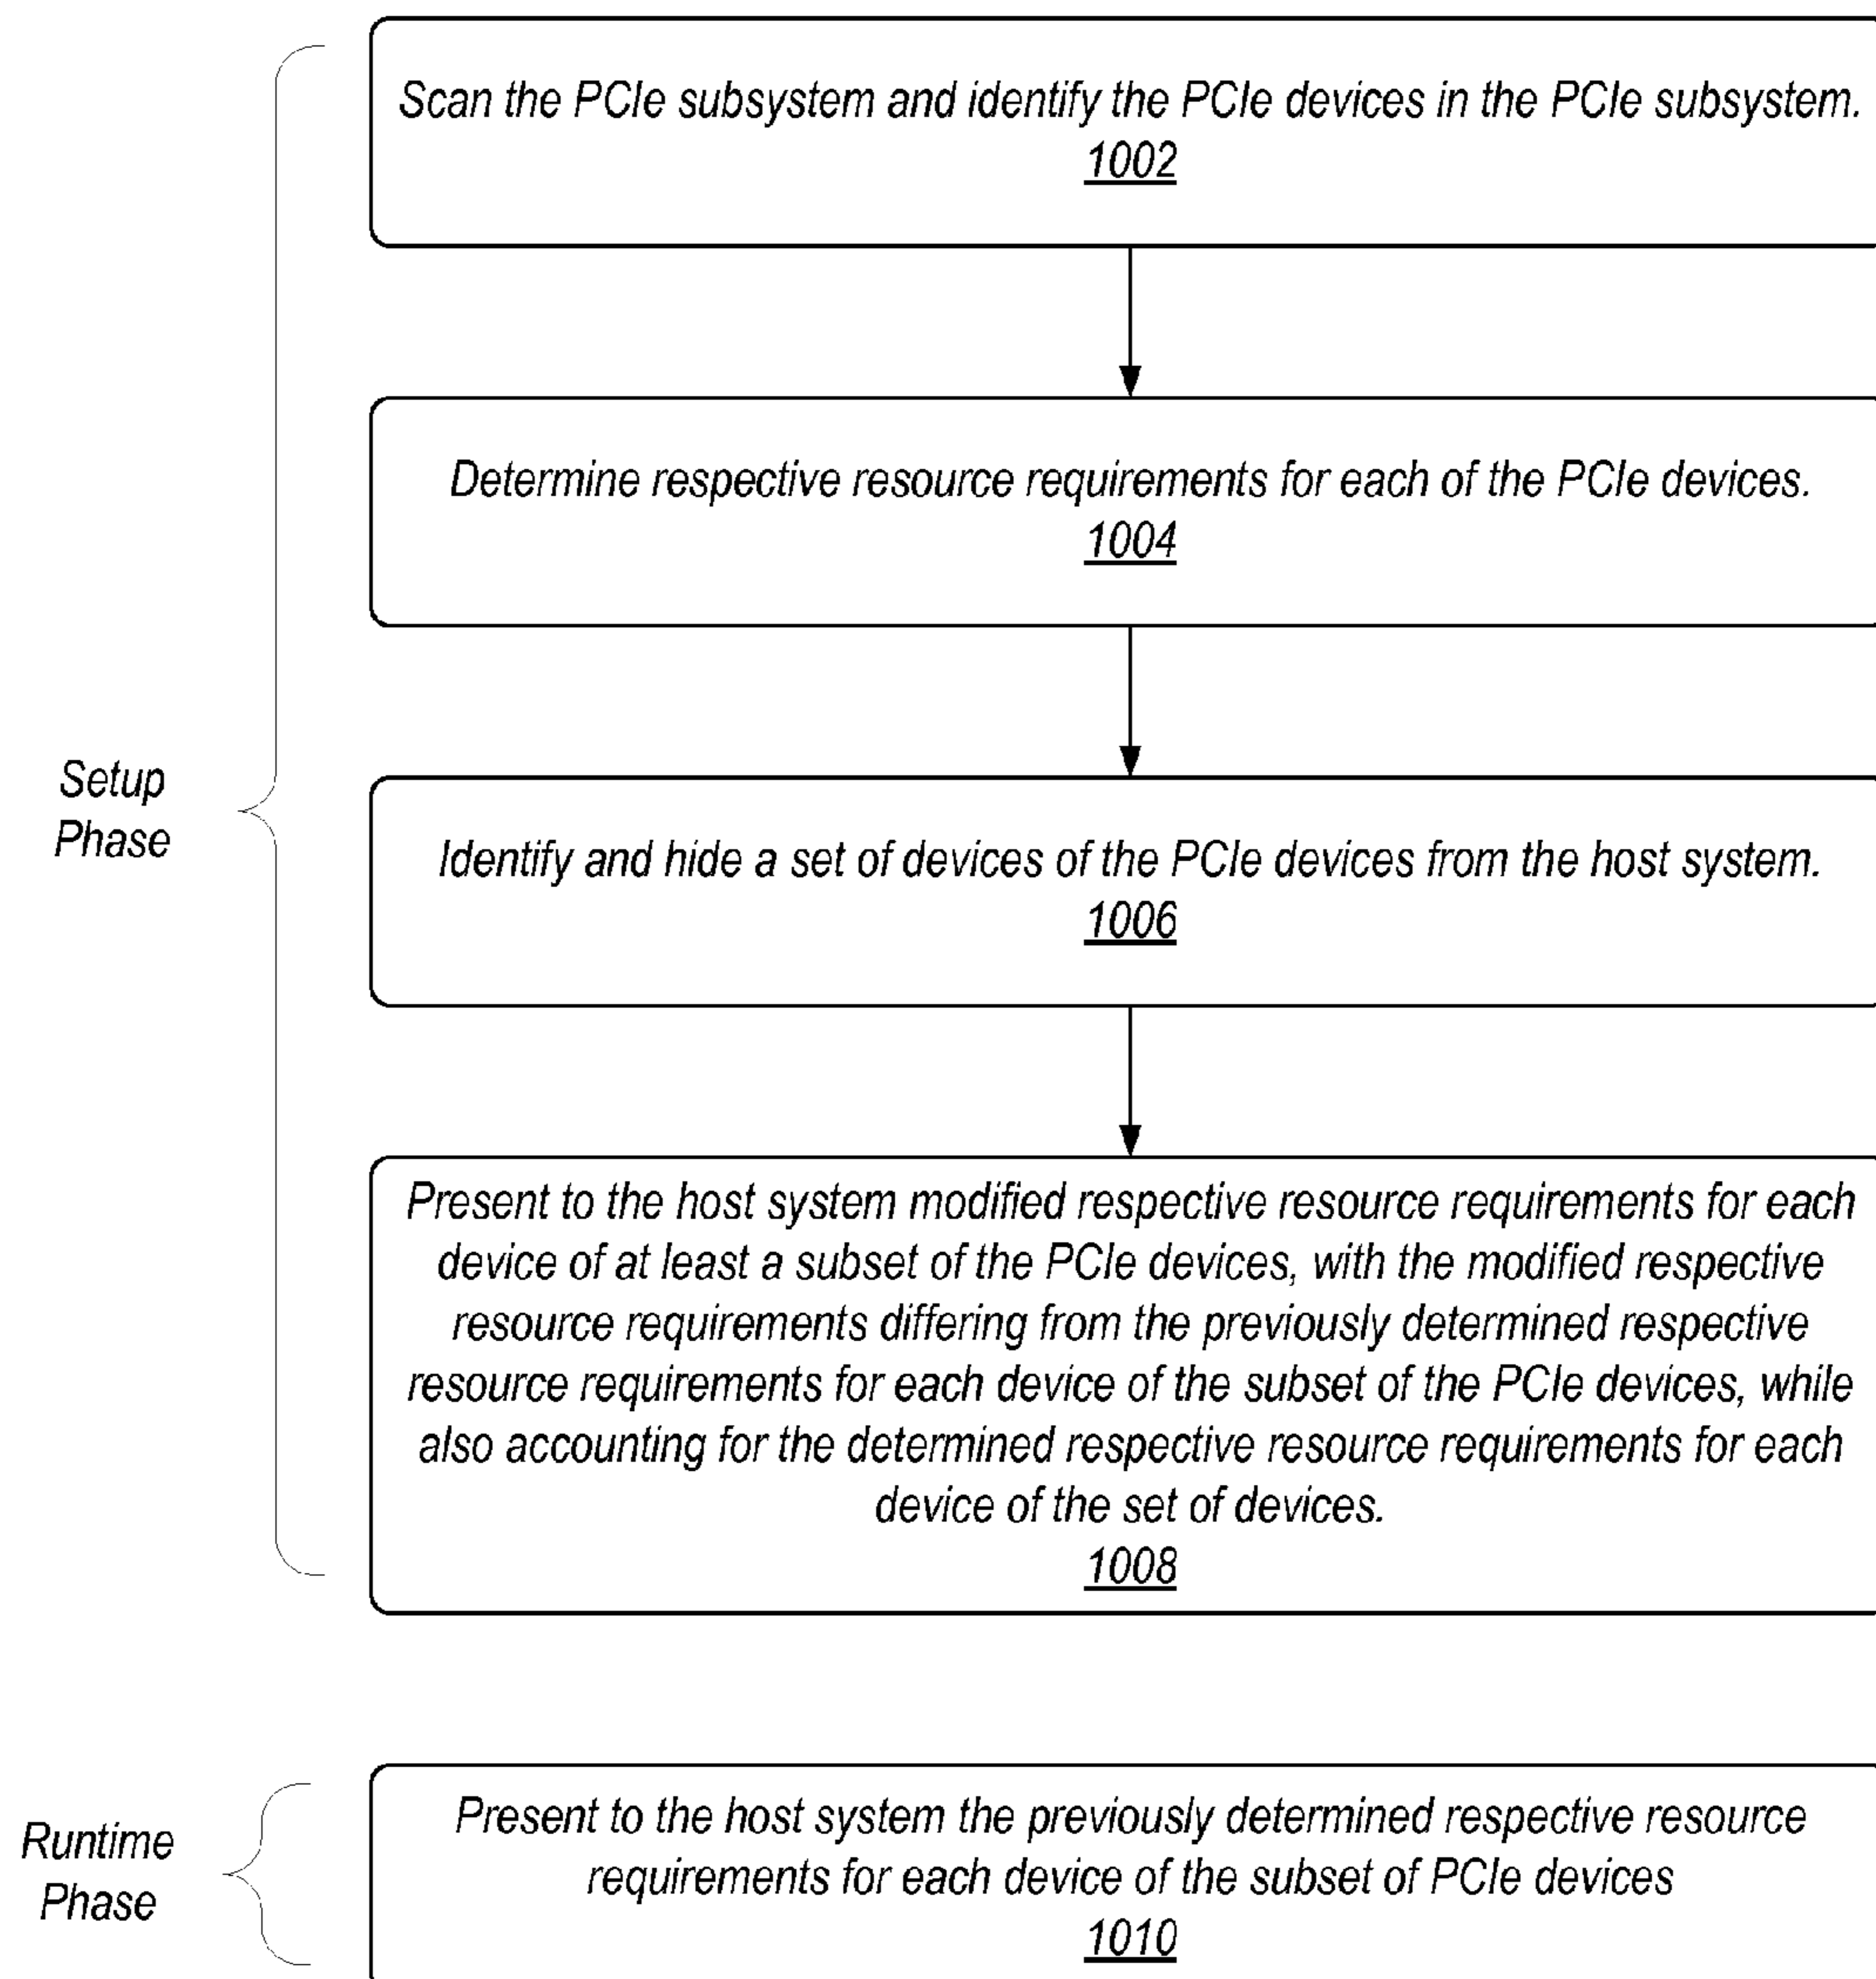 Scan the PCIe subsystem and identify the PCIe devices in the PCIe subsystem.
1002
Determine respective resource requirements for each of the PCIe devices.
1004
Setup
Phase
Identify and hide a set of devices of the PCIe devices from the host system.
1006
Present to the host system modified respective resource requirements for each
device of at least a subset of the PCIe devices, with the modified respective
resource requirements differing from the previously determined respective
resource requirements for each device of the subset of the PCIe devices, while
also accounting for the determined respective resource requirements for each
device of the set of devices.
1008
Runtime
Phase
Present to the host system the previously determined respective resource
requirements for each device of the subset of PCIe devices
1010